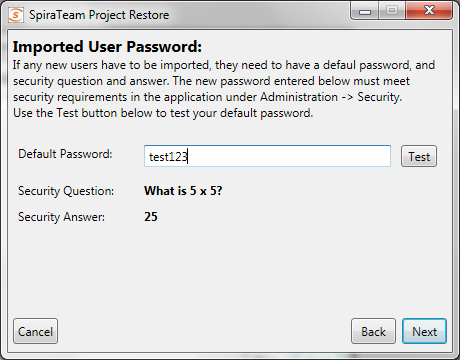 SpiraTeam Project Restore
Imported User Password:
If any new users have to be imported, they need to have a defaul password, and
security question and answer. The new password entered below must meet
security requirements in the application under Administration -> Security.
Use the Test button below to test your default password.
Default Password: test123 Test
Security Question: What is 5 x 5?
Security Answer: 25
Cancel Back Next